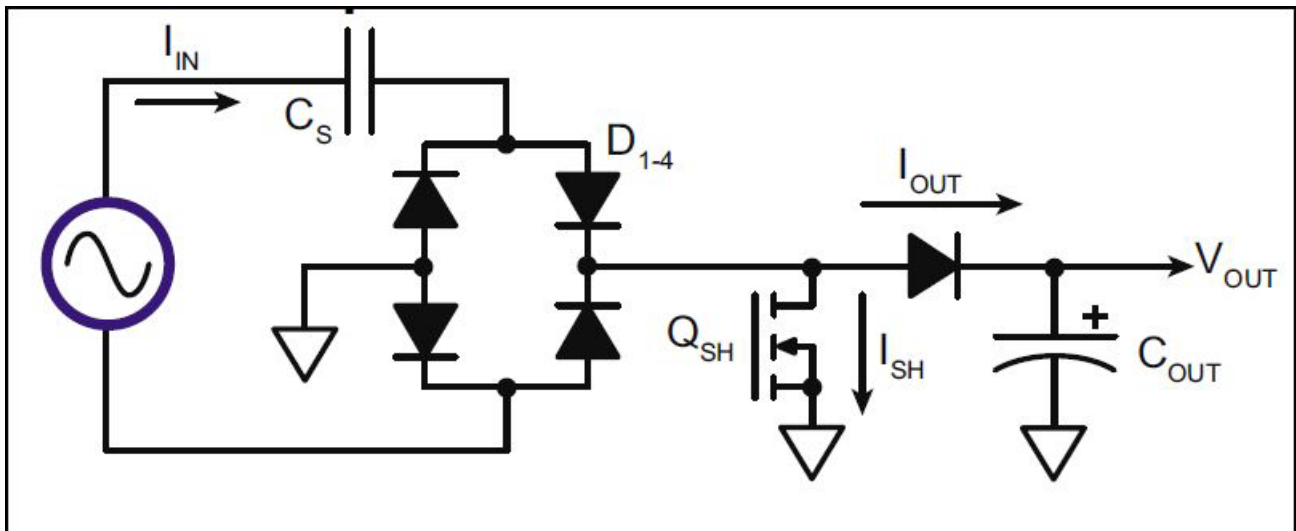 I_IN
C_S
D_1-4
I_OUT
V_OUT
Q_SH
I_SH
+
C_OUT